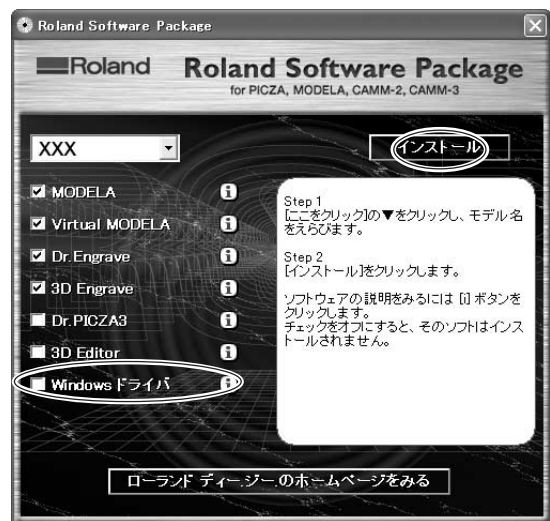 Roland Software Package
Roland
Roland Software Package
for PICZA, MODELA, CAMM-2, CAMM-3
XXX
インストール
MODELA
Virtual MODELA
Dr.Engrave
3D Engrave
Dr.PICZA3
3D Editor
Windows ドライバ
Step 1
[ここをクリック]の▼をクリックし、モデル名
をえらびます。
Step 2
[インストール]をクリックします。
ソフトウェアの説明をみるには [i] ボタンを
クリックします。
チェックをオフにすると、そのソフトはインス
トールされません。
ローランド ディー.ジー.のホームページをみる